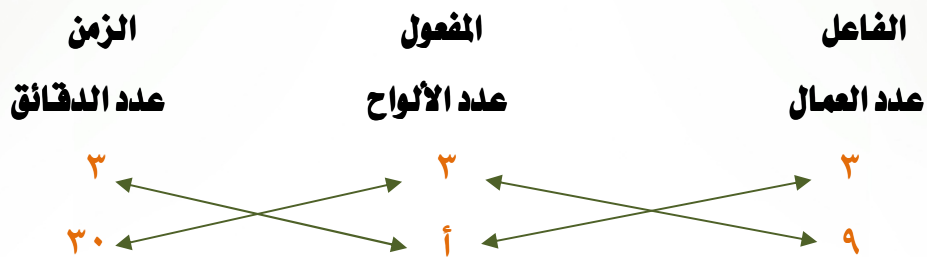 الفاعل المفعول الزمن
عدد العمال عدد الألواح عدد الدقائق
٣ ٣ ٣
٩ أ ٣٠